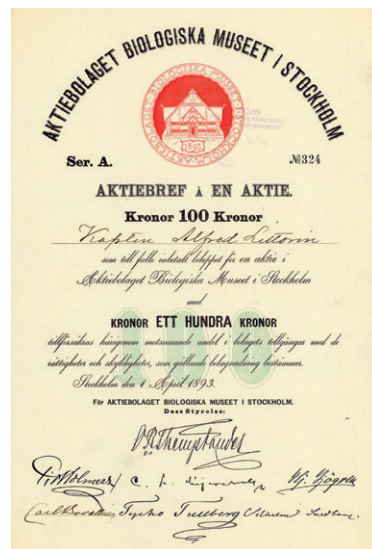 AKTIEBOLAGET BIOLOGISKA MUSEET I STOCKHOLM
Ser. A.
№324
AKTIEBREF Å EN AKTIE.
Kronor 100 Kronor
Kapten Alfred Littorin
som till fullo inbetalt beloppet för en aktie i
Aktiebolaget Biologiska Museet i Stockholm
med
KRONOR ETT HUNDRA KRONOR
tillförsäkras härigenom motsvarande andel i bolagets tillgångar med de
rättigheter och skyldigheter, som gällande bolagsordning bestämmer.
Stockholm den 1 April 1893.
För AKTIEBOLAGET BIOLOGISKA MUSEET I STOCKHOLM.
Dess Styrelse:
Carl Bovallius Tycho Tullberg Vilhelm